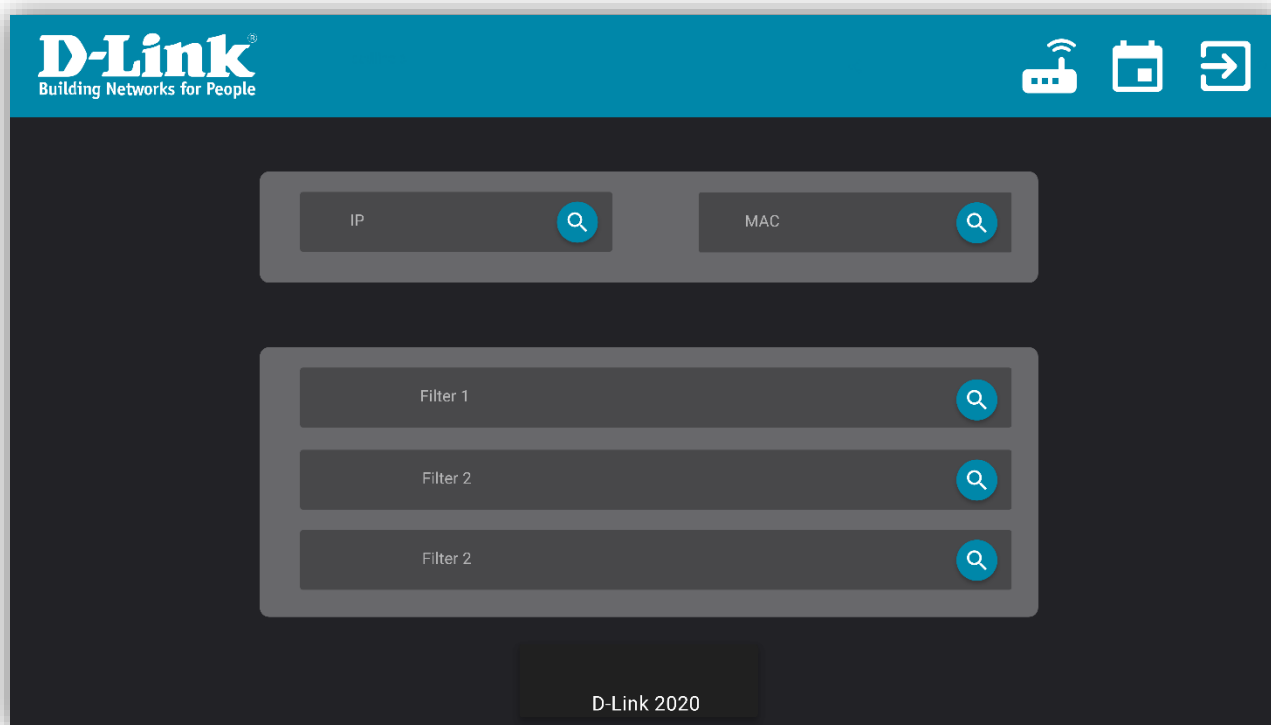 D-Link®
Building Networks for People
IP
MAC
Filter 1
Filter 2
Filter 2
D-Link 2020